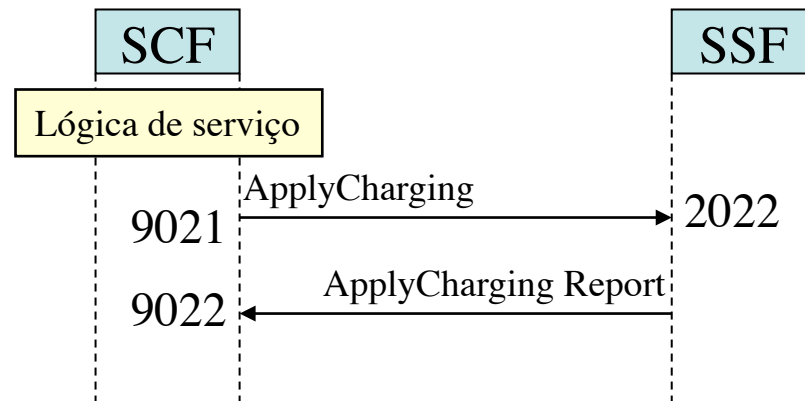 SCF
SSF
Lógica de serviço
ApplyCharging
9021
2022
ApplyCharging Report
9022